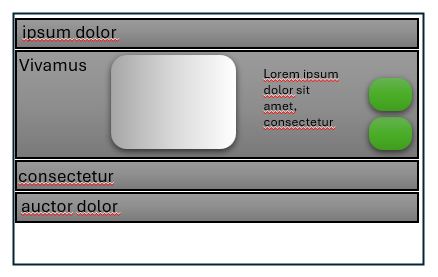 ipsum dolor
Vivamus
Lorem ipsum
dolor sit
amet,
consectetur
consectetur
auctor dolor